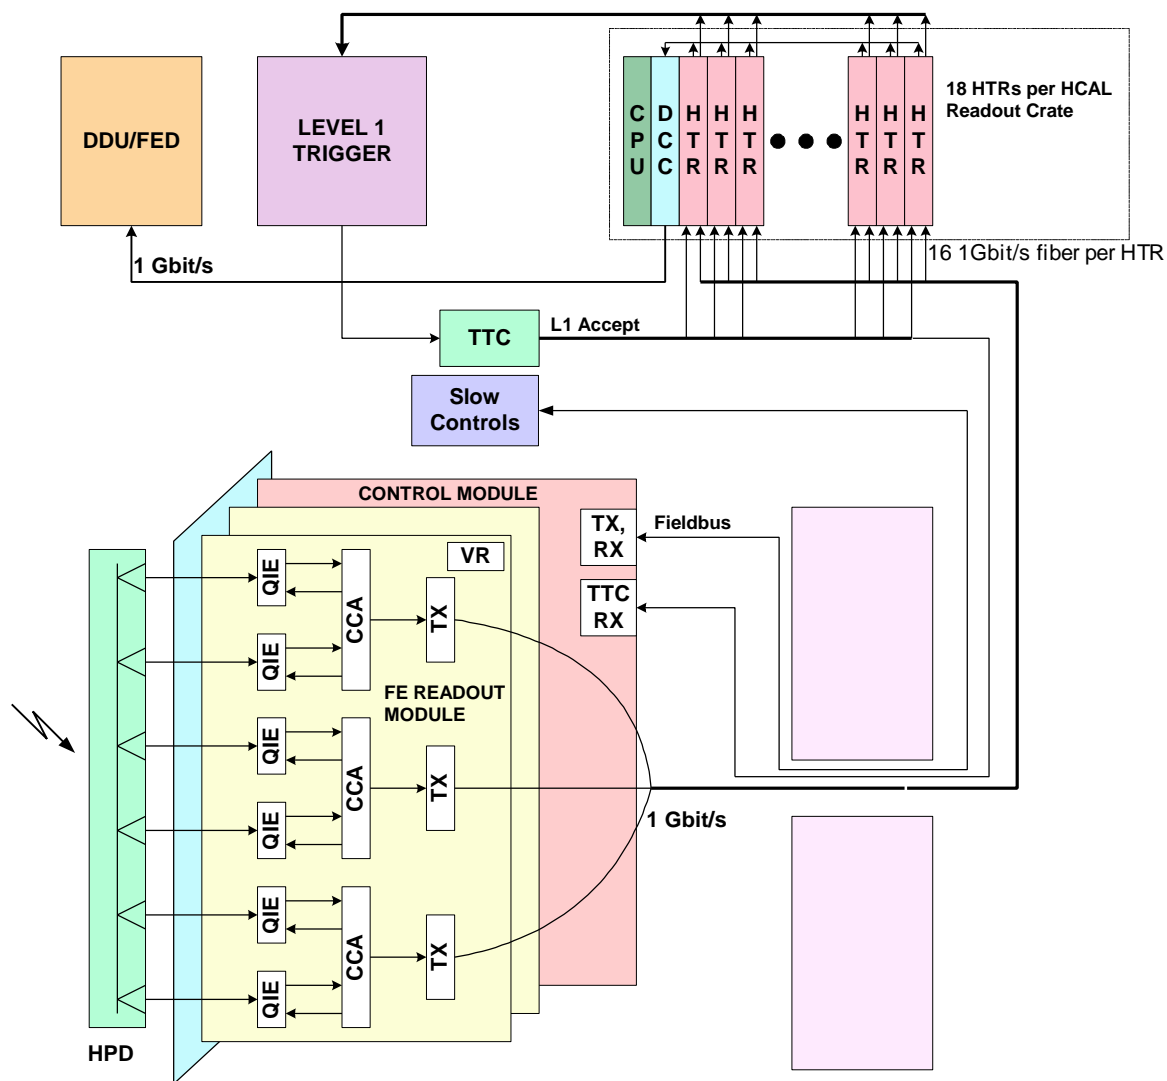 DDU/FED
LEVEL 1
TRIGGER
C
P
U
D
C
C
H
T
R
H
T
R
H
T
R
H
T
R
H
T
R
H
T
R
18 HTRs per HCAL
Readout Crate
1 Gbit/s
16 1Gbit/s fiber per HTR
TTC
L1 Accept
Slow
Controls
CONTROL MODULE
TX,
RX
Fieldbus
VR
TTC
RX
QIE
CCA
TX
QIE
FE READOUT
MODULE
QIE
CCA
TX
QIE
1 Gbit/s
QIE
CCA
TX
QIE
HPD